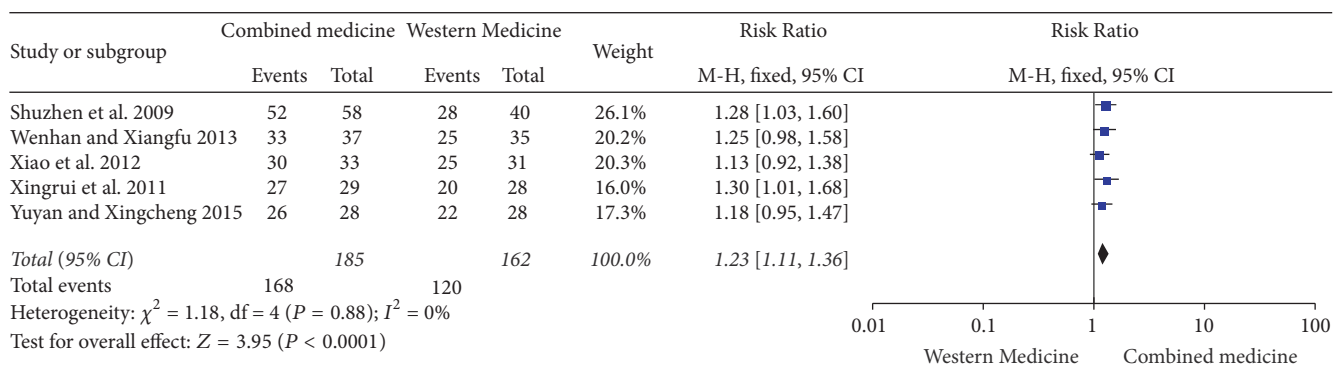 Study or subgroup Combined medicine Western Medicine Weight Risk Ratio Risk Ratio
Events Total Events Total M-H, fixed, 95% CI M-H, fixed, 95% CI
Shuzhen et al. 2009 52 58 28 40 26.1% 1.28 [1.03, 1.60]
Wenhan and Xiangfu 2013 33 37 25 35 20.2% 1.25 [0.98, 1.58]
Xiao et al. 2012 30 33 25 31 20.3% 1.13 [0.92, 1.38]
Xingrui et al. 2011 27 29 20 28 16.0% 1.30 [1.01, 1.68]
Yuyan and Xingcheng 2015 26 28 22 28 17.3% 1.18 [0.95, 1.47]
Total (95% CI) 185 162 100.0% 1.23 [1.11, 1.36]
Total events 168 120
Heterogeneity: χ² = 1.18, df = 4 (P = 0.88); I² = 0%
Test for overall effect: Z = 3.95 (P < 0.0001)
0.01 0.1 1 10 100
Western Medicine Combined medicine